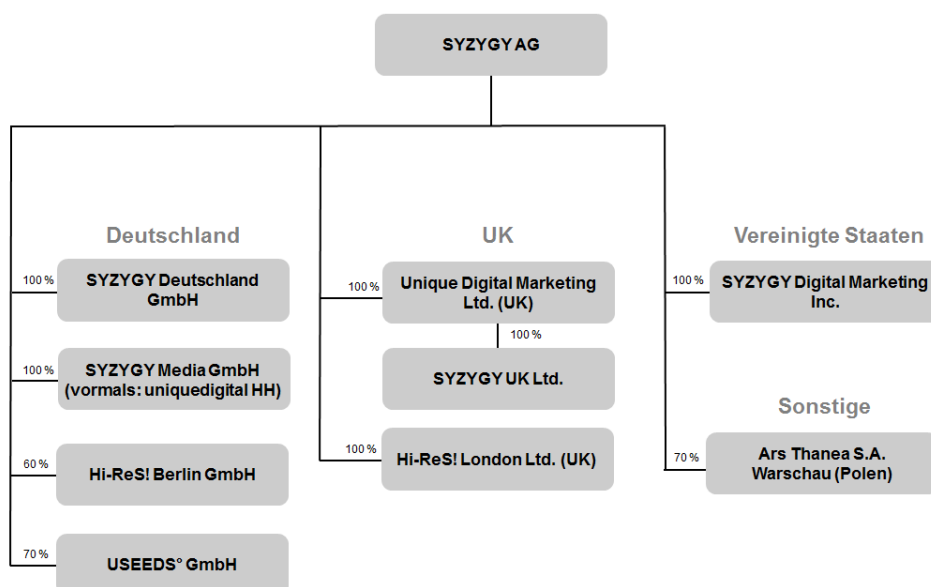 SYZYGY AG
Deutschland
100 %
SYZYGY Deutschland
GmbH
100 %
SYZYGY Media GmbH
(vormals: uniquedigital HH)
60 %
Hi-ReS! Berlin GmbH
70 %
USEEDS° GmbH
UK
100 %
Unique Digital Marketing
Ltd. (UK)
100 %
SYZYGY UK Ltd.
100 %
Hi-ReS! London Ltd. (UK)
Vereinigte Staaten
100 %
SYZYGY Digital Marketing
Inc.
Sonstige
70 %
Ars Thanea S.A.
Warschau (Polen)